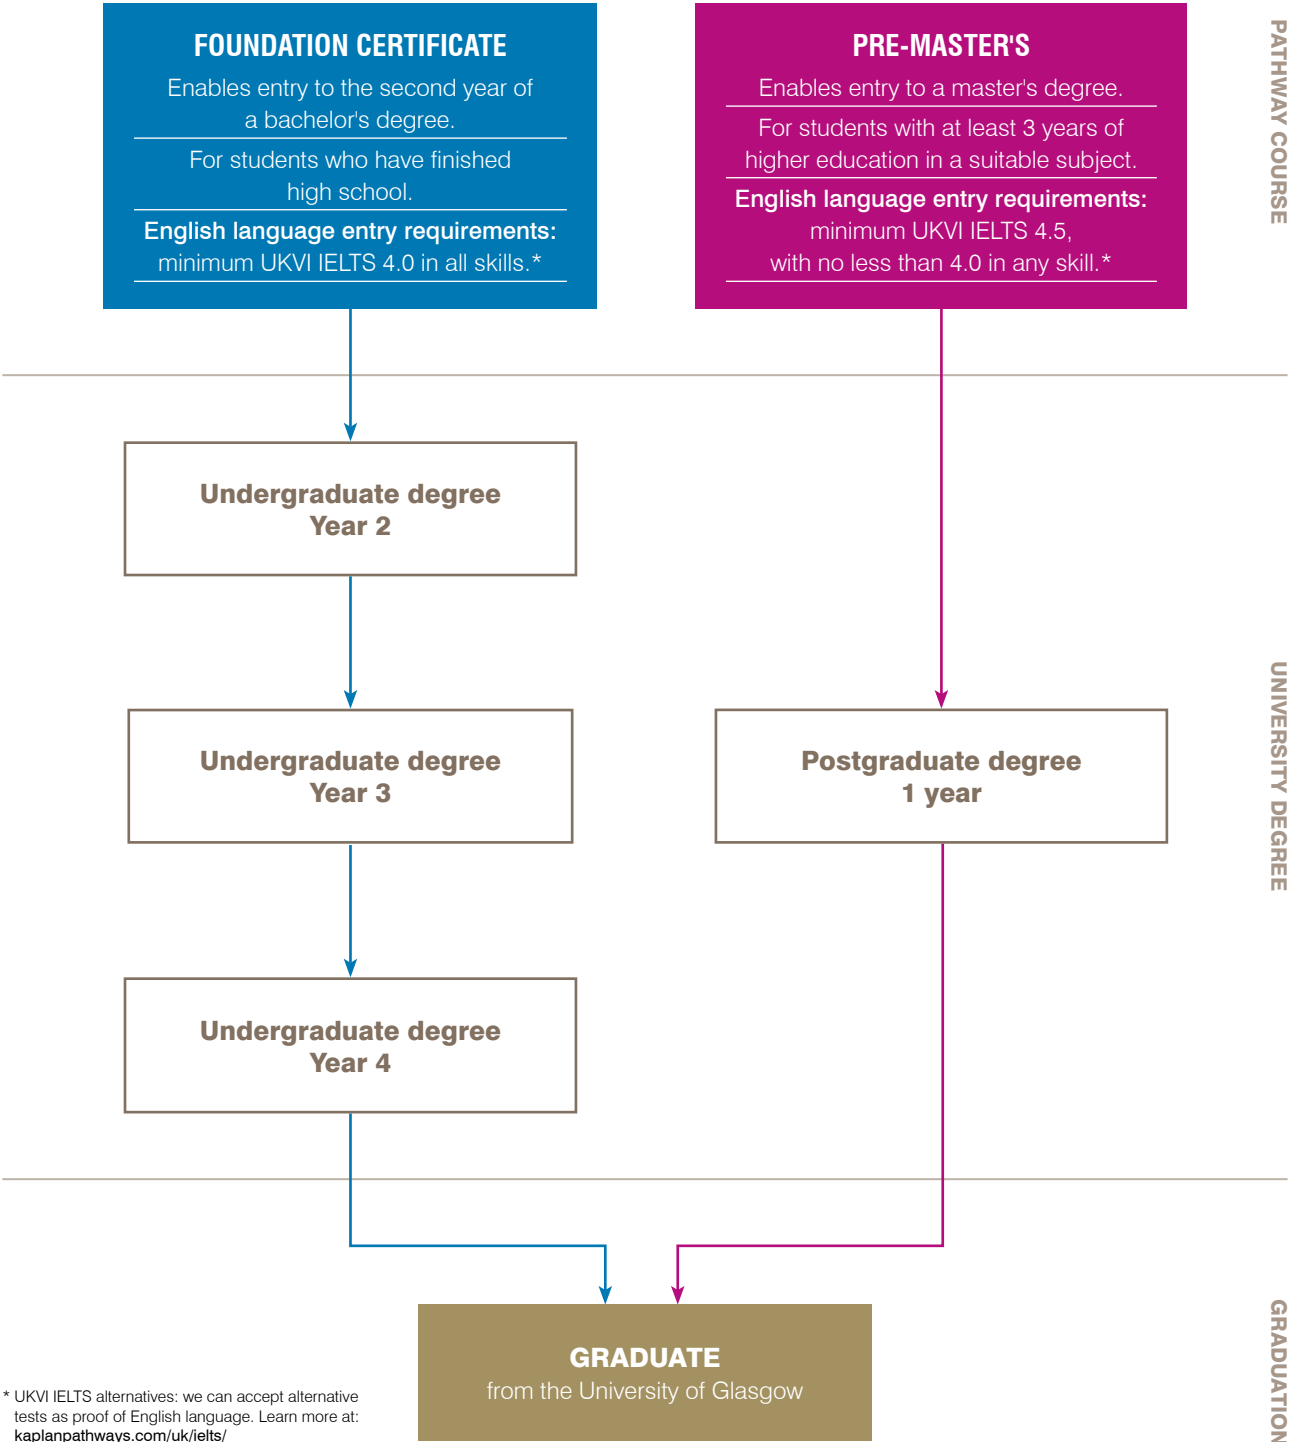 FOUNDATION CERTIFICATE
Enables entry to the second year of
a bachelor's degree.
For students who have finished
high school.
English language entry requirements:
minimum UKVI IELTS 4.0 in all skills.*
PRE-MASTER'S
Enables entry to a master's degree.
For students with at least 3 years of
higher education in a suitable subject.
English language entry requirements:
minimum UKVI IELTS 4.5,
with no less than 4.0 in any skill.*
PATHWAY COURSE
Undergraduate degree
Year 2
Undergraduate degree
Year 3
Undergraduate degree
Year 4
Postgraduate degree
1 year
UNIVERSITY DEGREE
GRADUATE
from the University of Glasgow
GRADUATION
* UKVI IELTS alternatives: we can accept alternative
tests as proof of English language. Learn more at:
kaplanpathways.com/uk/ielts/